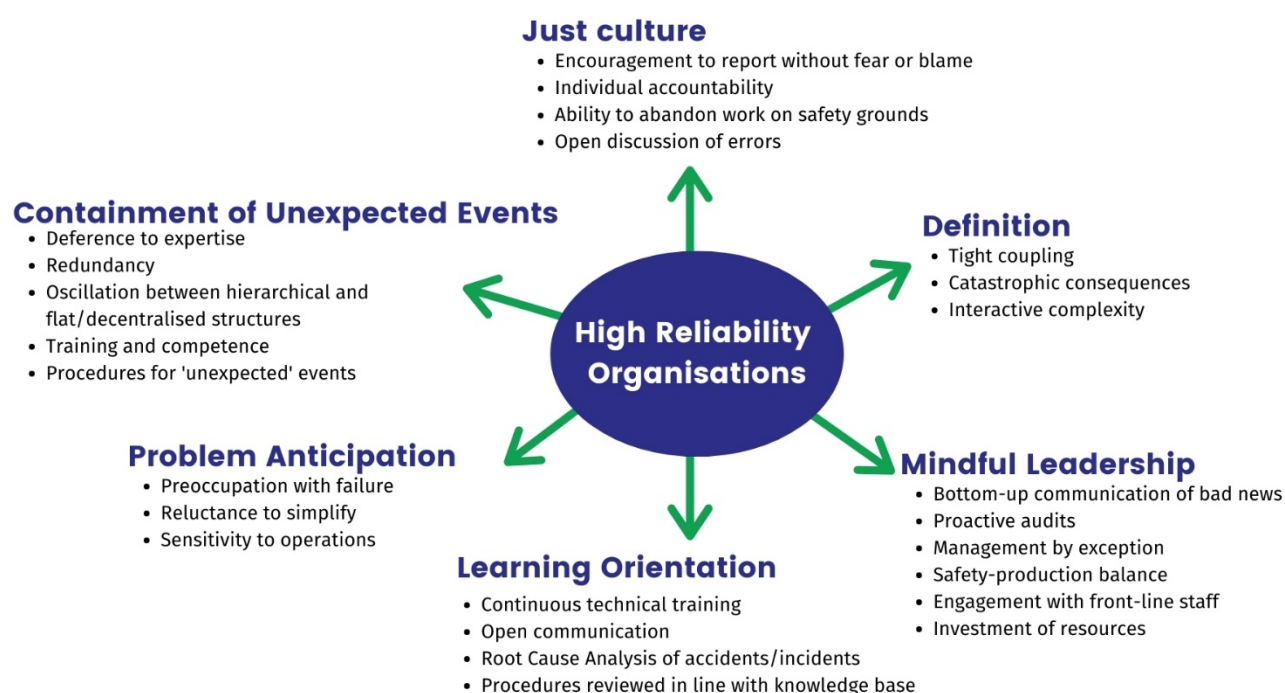 Just culture
• Encouragement to report without fear or blame
• Individual accountability
• Ability to abandon work on safety grounds
• Open discussion of errors
Containment of Unexpected Events
• Deference to expertise
• Redundancy
• Oscillation between hierarchical and
flat/decentralised structures
• Training and competence
• Procedures for 'unexpected' events
Definition
• Tight coupling
• Catastrophic consequences
• Interactive complexity
High Reliability
Organisations
Problem Anticipation
• Preoccupation with failure
• Reluctance to simplify
• Sensitivity to operations
Mindful Leadership
• Bottom-up communication of bad news
• Proactive audits
• Management by exception
• Safety-production balance
• Engagement with front-line staff
• Investment of resources
Learning Orientation
• Continuous technical training
• Open communication
• Root Cause Analysis of accidents/incidents
• Procedures reviewed in line with knowledge base